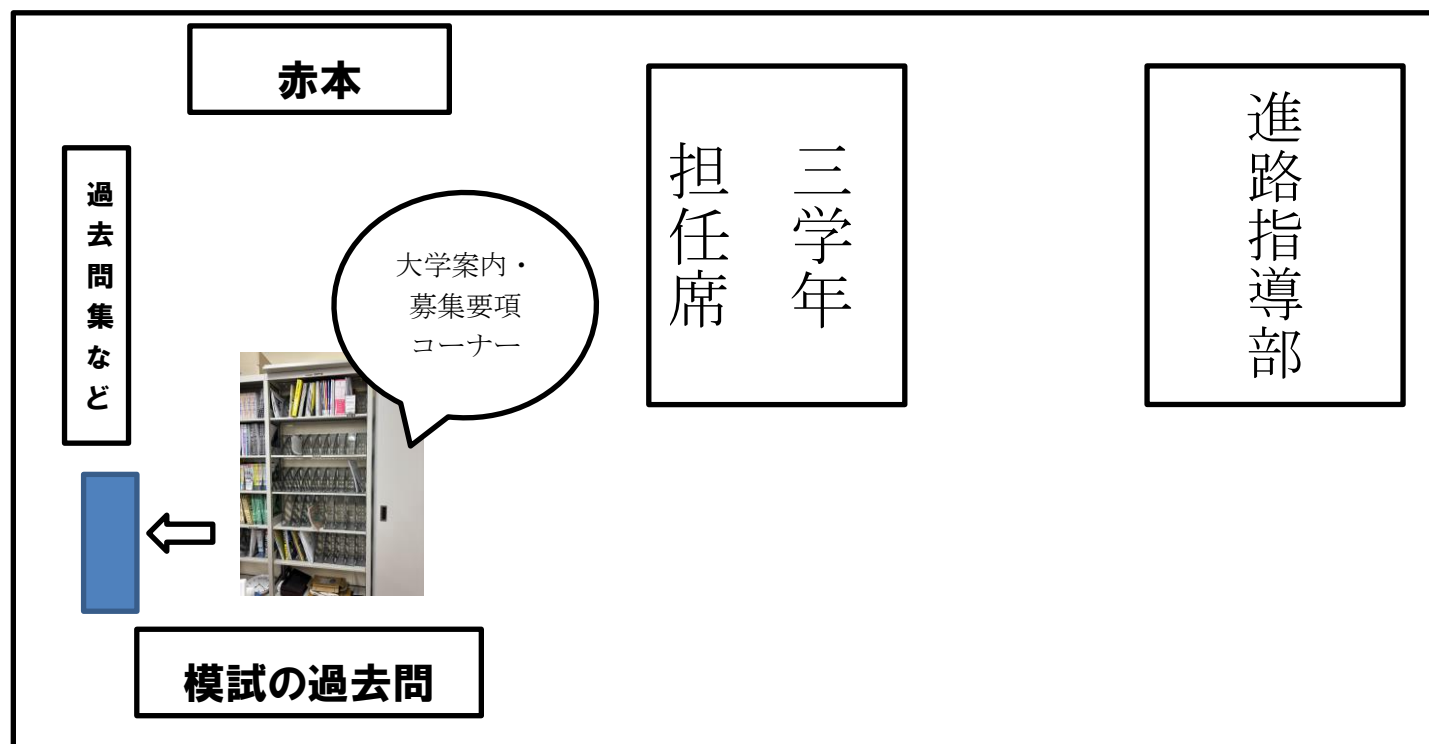 赤本
過去問集など
大学案内・
募集要項
コーナー
三学年
担任席
進路指導部
模試の過去問